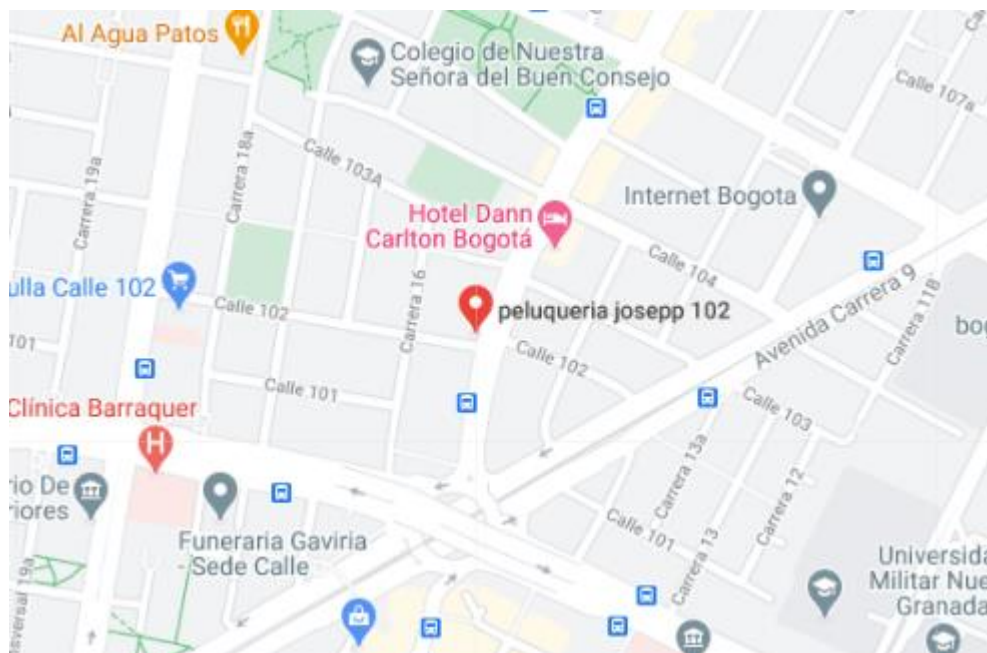 Al Agua Patos
Colegio de Nuestra
Señora del Buen Consejo
Calle 107a
Carrera 18a
Calle 103A
Carrera 19a
Internet Bogota
Hotel Dann
Carlton Bogotá
Calle 104
Avenida Carrera 9
Carrera 11B
ulla Calle 102
Carrera 16
Calle 102
peluqueria josepp 102
bog
101
Calle 102
Calle 101
Calle 103
Clínica Barraquer
H
Carrera 13a
Carrera 12
rio De
riores
Funeraria Gaviria
Sede Calle
Calle 101
Carrera 13
Universida
Militar Nue
Granada
nsversal 19a